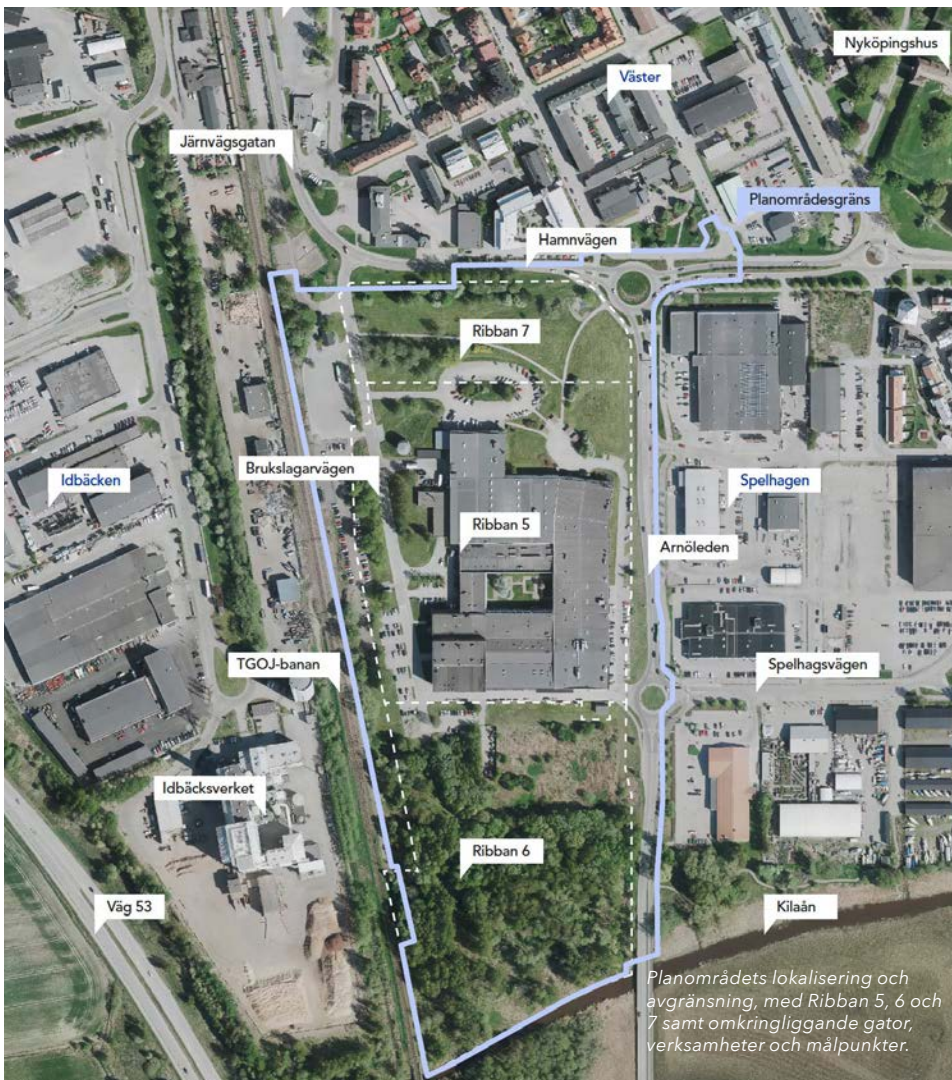 Nyköpingshus
Väster
Järnvägsgatan
Planområdesgräns
Hamnvägen
Ribban 7
Brukslagarvägen
Idbäcken
Spelhagen
Ribban 5
Arnöleden
TGOJ-banan
Spelhagsvägen
Idbäcksverket
Ribban 6
Väg 53
Kilaån
Planområdets lokalisering och
avgränsning, med Ribban 5, 6 och
7 samt omkringliggande gator,
verksamheter och målpunkter.